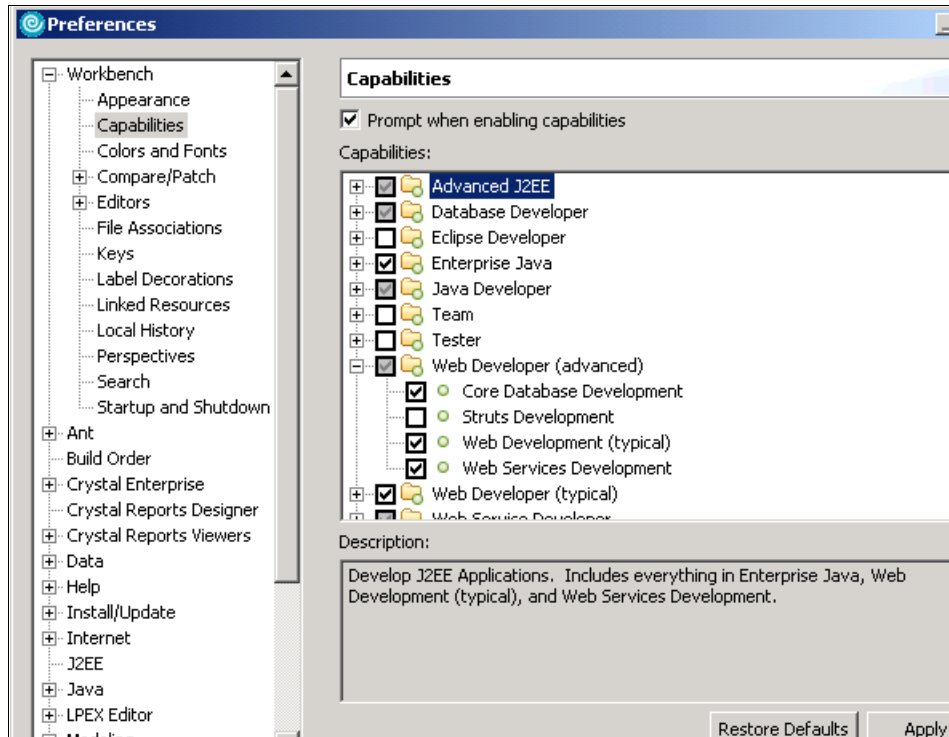 Preferences
Workbench
Appearance
Capabilities
Colors and Fonts
Compare/Patch
Editors
File Associations
Keys
Label Decorations
Linked Resources
Local History
Perspectives
Search
Startup and Shutdown
Ant
Build Order
Crystal Enterprise
Crystal Reports Designer
Crystal Reports Viewers
Data
Help
Install/Update
Internet
J2EE
Java
LPEX Editor
Modeling
Capabilities
Prompt when enabling capabilities
Capabilities:
Advanced J2EE
Database Developer
Eclipse Developer
Enterprise Java
Java Developer
Team
Tester
Web Developer (advanced)
Core Database Development
Struts Development
Web Development (typical)
Web Services Development
Web Developer (typical)
Web Service Developer
Description:
Develop J2EE Applications. Includes everything in Enterprise Java, Web
Development (typical), and Web Services Development.
Restore Defaults
Apply